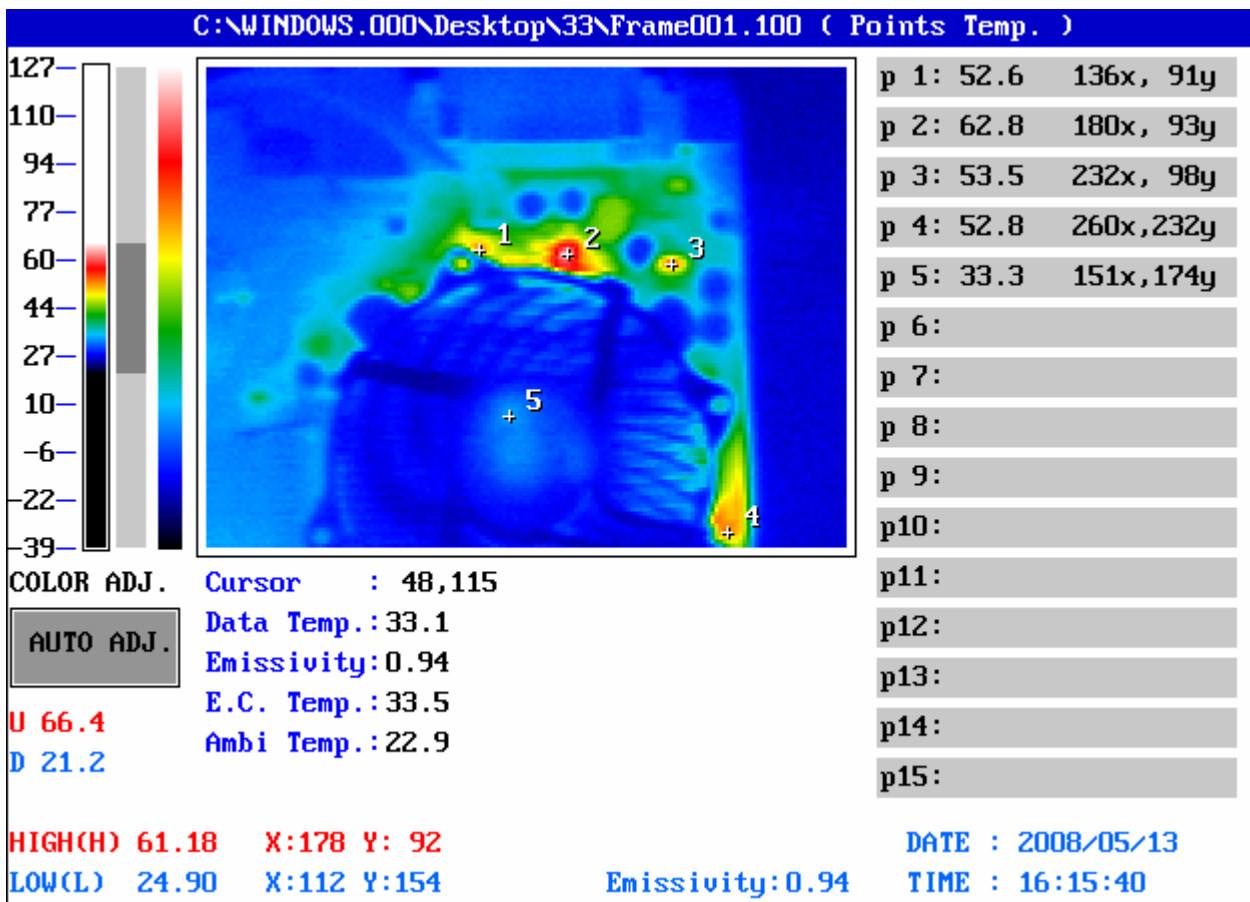 C:\WINDOWS.000\Desktop\33\Frame001.100 ( Points Temp. )
127
110
94
77
60
44
27
10
-6
-22
-39
1
2
3
4
5
p 1: 52.6 136x, 91y
p 2: 62.8 180x, 93y
p 3: 53.5 232x, 98y
p 4: 52.8 260x,232y
p 5: 33.3 151x,174y
p 6:
p 7:
p 8:
p 9:
p10:
p11:
p12:
p13:
p14:
p15:
COLOR ADJ.
AUTO ADJ.
U 66.4
D 21.2
Cursor : 48,115
Data Temp.:33.1
Emissivity:0.94
E.C. Temp.:33.5
Ambi Temp.:22.9
HIGH(H) 61.18 X:178 Y: 92
LOW(L) 24.90 X:112 Y:154
Emissivity:0.94
DATE : 2008/05/13
TIME : 16:15:40